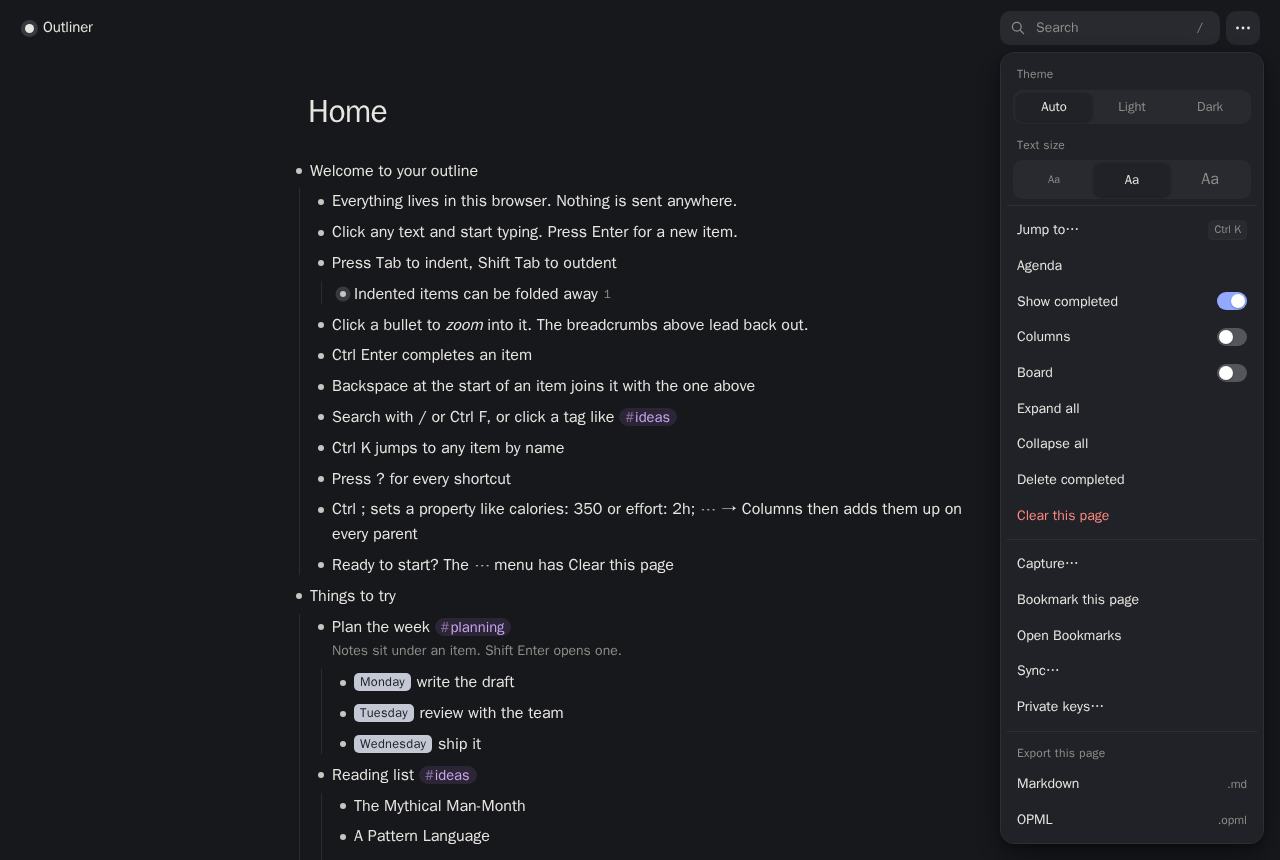 Outliner
Search /
Home
Welcome to your outline
Everything lives in this browser. Nothing is sent anywhere.
Click any text and start typing. Press Enter for a new item.
Press Tab to indent, Shift Tab to outdent
Indented items can be folded away 1
Click a bullet to zoom into it. The breadcrumbs above lead back out.
Ctrl Enter completes an item
Backspace at the start of an item joins it with the one above
Search with / or Ctrl F, or click a tag like #ideas
Ctrl K jumps to any item by name
Press ? for every shortcut
Ctrl ; sets a property like calories: 350 or effort: 2h; ⋯ → Columns then adds them up on
every parent
Ready to start? The ⋯ menu has Clear this page
Things to try
Plan the week #planning
Notes sit under an item. Shift Enter opens one.
Monday write the draft
Tuesday review with the team
Wednesday ship it
Reading list #ideas
The Mythical Man-Month
A Pattern Language
Theme
Auto Light Dark
Text size
Aa Aa Aa
Jump to… Ctrl K
Agenda
Show completed
Columns
Board
Expand all
Collapse all
Delete completed
Clear this page
Capture…
Bookmark this page
Open Bookmarks
Sync…
Private keys…
Export this page
Markdown .md
OPML .opml